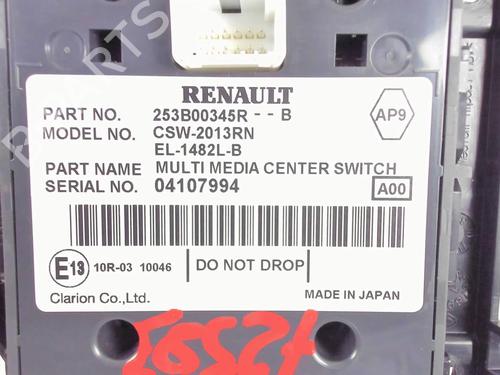 RENAULT
PART NO. 253B00345R - - B
AP9
MODEL NO. CSW-2013RN
EL-1482L-B
PART NAME MULTI MEDIA CENTER SWITCH
SERIAL NO. 04107994
A00
E13 10R-03 10046 DO NOT DROP
Clarion Co.,Ltd. MADE IN JAPAN